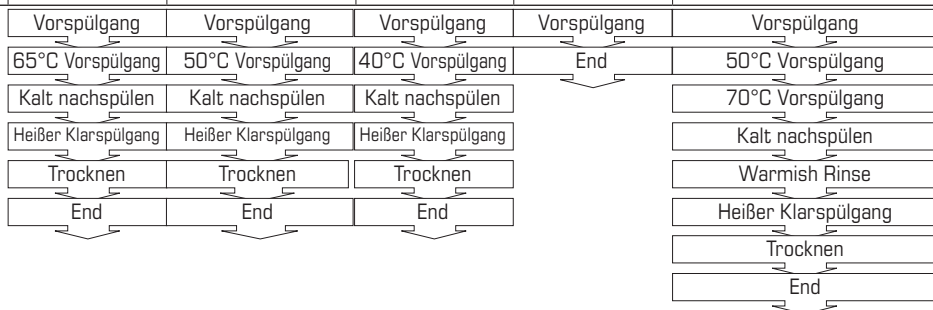 Vorspülgang Vorspülgang Vorspülgang Vorspülgang Vorspülgang
65°C Vorspülgang 50°C Vorspülgang 40°C Vorspülgang End 50°C Vorspülgang
Kalt nachspülen Kalt nachspülen Kalt nachspülen 70°C Vorspülgang
Heißer Klarspülgang Heißer Klarspülgang Heißer Klarspülgang Kalt nachspülen
Trocknen Trocknen Trocknen Warmish Rinse
End End End Heißer Klarspülgang
Trocknen
End